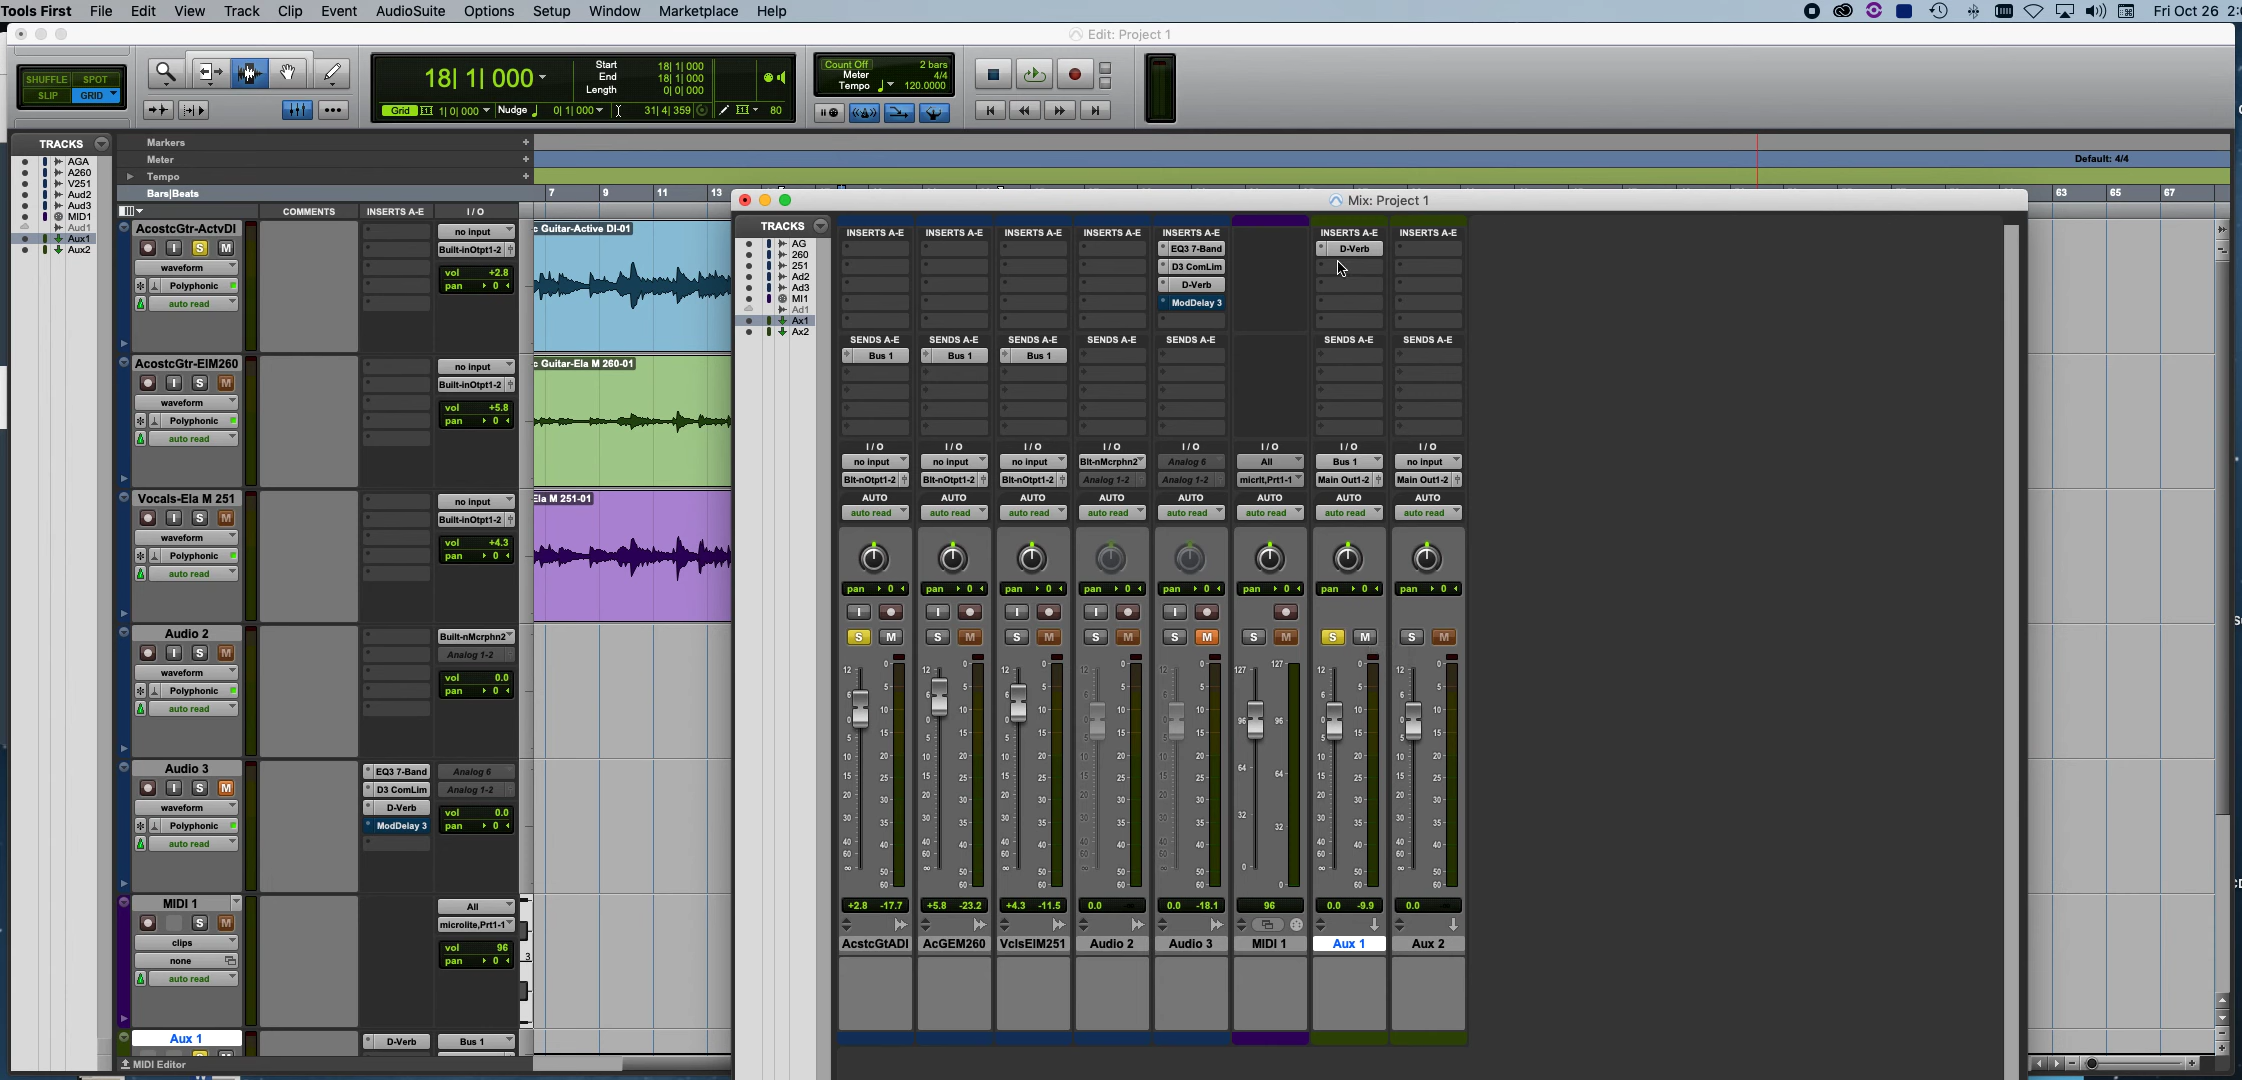 Tools First File Edit View Track Clip Event AudioSuite Options Setup Window Marketplace Help Fri Oct 26
Edit: Project 1
SHUFFLE SPOT
SLIP GRID
18| 1| 000
Start 18| 1| 000
End 18| 1| 000
Length 0| 0| 000
Grid 1| 0| 000 Nudge 0| 1| 000 31| 4| 359 80
Count Off 2 bars
Meter 4/4
Tempo 120.0000
TRACKS
AGA
A260
V251
Aud2
Aud3
MID1
Aud1
Aux1
Aux2
Markers
Meter Default: 4/4
Tempo
Bars|Beats 7 9 11 13 63 65 67
COMMENTS INSERTS A-E I / O
AcostcGtr-ActvDI
I S M
waveform
Polyphonic
auto read
no input
Built-inOtpt1-2
vol +2.8
pan 0
c Guitar-Active DI-01
AcostcGtr-ElM260
I S M
waveform
Polyphonic
auto read
no input
Built-inOtpt1-2
vol +5.8
pan 0
c Guitar-Ela M 260-01
Vocals-Ela M 251
I S M
waveform
Polyphonic
auto read
no input
Built-inOtpt1-2
vol +4.3
pan 0
Ela M 251-01
Audio 2
I S M
waveform
Polyphonic
auto read
Built-nMcrphn2
Analog 1-2
vol 0.0
pan 0
Audio 3
I S M
waveform
Polyphonic
auto read
EQ3 7-Band
D3 ComLim
D-Verb
ModDelay 3
Analog 6
Analog 1-2
vol 0.0
pan 0
MIDI 1
S M
clips
none
auto read
All
microlite,Prt1-1
vol 96
pan 0
3
Aux 1
D-Verb
Bus 1
MIDI Editor
Mix: Project 1
TRACKS
AG
260
251
Ad2
Ad3
MI1
Ad1
Ax1
Ax2
INSERTS A-E INSERTS A-E INSERTS A-E INSERTS A-E INSERTS A-E INSERTS A-E INSERTS A-E
EQ3 7-Band D-Verb
D3 ComLim
D-Verb
ModDelay 3
SENDS A-E SENDS A-E SENDS A-E SENDS A-E SENDS A-E SENDS A-E SENDS A-E
Bus 1 Bus 1 Bus 1
I / O I / O I / O I / O I / O I / O I / O I / O
no input no input no input Blt-nMcrphn2 Analog 6 All Bus 1 no input
Blt-nOtpt1-2 Blt-nOtpt1-2 Blt-nOtpt1-2 Analog 1-2 Analog 1-2 micrlt,Prt1-1 Main Out1-2 Main Out1-2
AUTO AUTO AUTO AUTO AUTO AUTO AUTO AUTO
auto read auto read auto read auto read auto read auto read auto read auto read
pan 0 pan 0 pan 0 pan 0 pan 0 pan 0 pan 0 pan 0
I I I I I
S M S M S M S M S M S M S M S M
+2.8 -17.7 +5.8 -23.2 +4.3 -11.5 0.0 0.0 -18.1 96 0.0 -9.9 0.0
AcstcGtADI AcGEM260 VclsElM251 Audio 2 Audio 3 MIDI 1 Aux 1 Aux 2